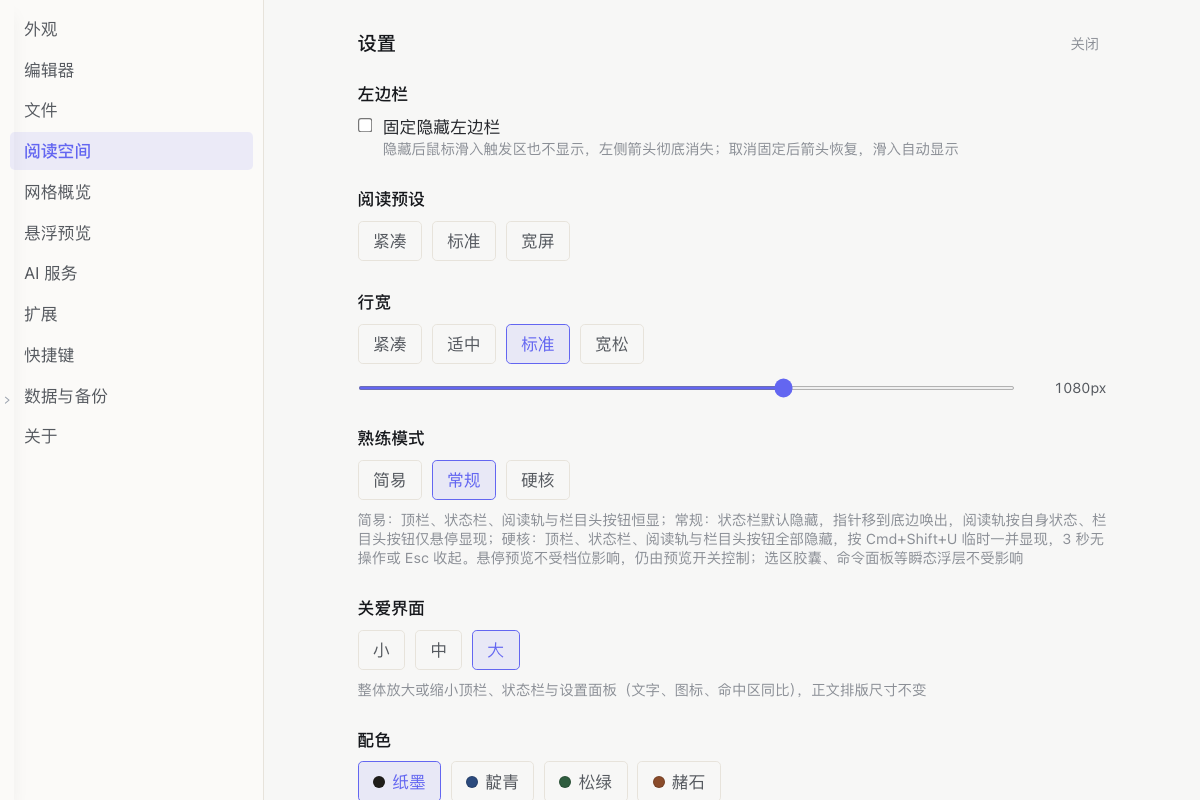 外观
编辑器
文件
阅读空间
网格概览
悬浮预览
AI 服务
扩展
快捷键
数据与备份
关于
设置
关闭
左边栏
固定隐藏左边栏
隐藏后鼠标滑入触发区也不显示，左侧箭头彻底消失；取消固定后箭头恢复，滑入自动显示
阅读预设
紧凑 标准 宽屏
行宽
紧凑 适中 标准 宽松
1080px
熟练模式
简易 常规 硬核
简易：顶栏、状态栏、阅读轨与栏目头按钮恒显；常规：状态栏默认隐藏，指针移到底边唤出，阅读轨按自身状态、栏
目头按钮仅悬停显现；硬核：顶栏、状态栏、阅读轨与栏目头按钮全部隐藏，按 Cmd+Shift+U 临时一并显现，3 秒无
操作或 Esc 收起。悬停预览不受档位影响，仍由预览开关控制；选区胶囊、命令面板等瞬态浮层不受影响
关爱界面
小 中 大
整体放大或缩小顶栏、状态栏与设置面板（文字、图标、命中区同比），正文排版尺寸不变
配色
纸墨 靛青 松绿 赭石